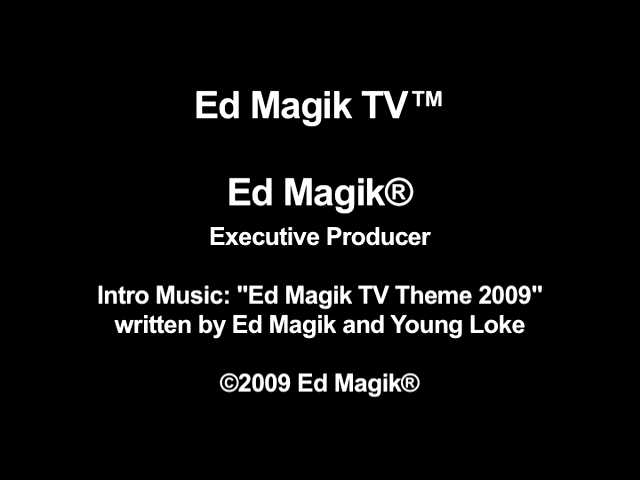 Ed Magik TV™
Ed Magik®
Executive Producer
Intro Music: "Ed Magik TV Theme 2009"
written by Ed Magik and Young Loke
©2009 Ed Magik®